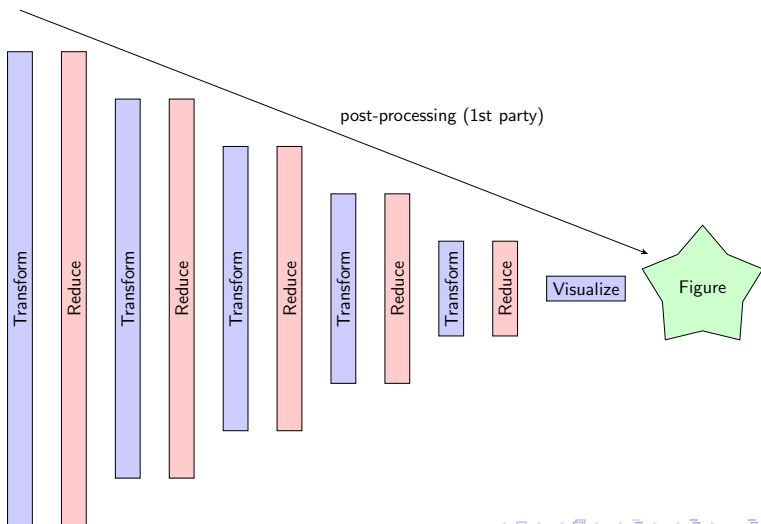 post-processing (1st party)
Transform
Reduce
Transform
Reduce
Transform
Reduce
Transform
Reduce
Transform
Reduce
Visualize
Figure